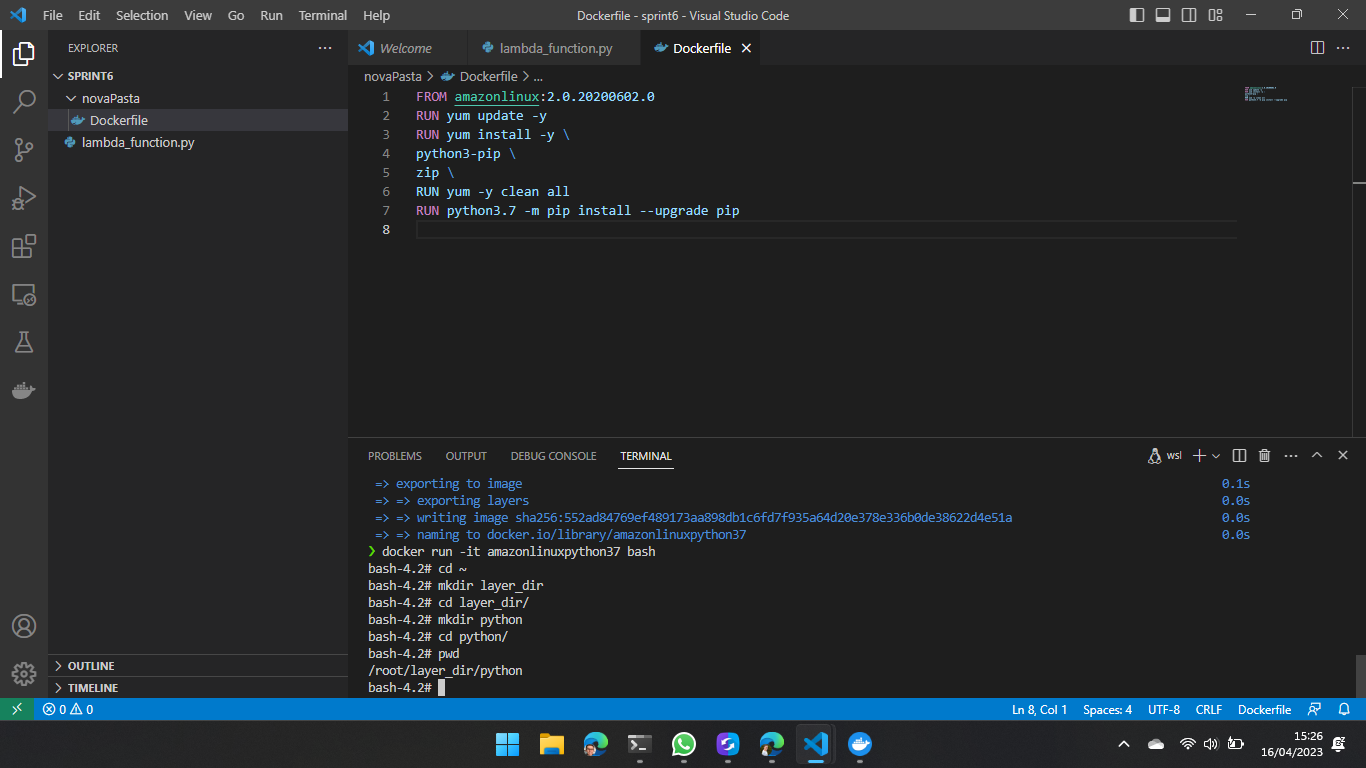 File Edit Selection View Go Run Terminal Help Dockerfile - sprint6 - Visual Studio Code
EXPLORER
SPRINT6
novaPasta
Dockerfile
lambda_function.py
OUTLINE
TIMELINE
Welcome lambda_function.py Dockerfile
novaPasta > Dockerfile > ...
1 FROM amazonlinux:2.0.20200602.0
2 RUN yum update -y
3 RUN yum install -y \
4 python3-pip \
5 zip \
6 RUN yum -y clean all
7 RUN python3.7 -m pip install --upgrade pip
8
PROBLEMS OUTPUT DEBUG CONSOLE TERMINAL wsl
=> exporting to image 0.1s
=> => exporting layers 0.0s
=> => writing image sha256:552ad84769ef489173aa898db1c6fd7f935a64d20e378e336b0de38622d4e51a 0.0s
=> => naming to docker.io/library/amazonlinuxpython37 0.0s
❯ docker run -it amazonlinuxpython37 bash
bash-4.2# cd ~
bash-4.2# mkdir layer_dir
bash-4.2# cd layer_dir/
bash-4.2# mkdir python
bash-4.2# cd python/
bash-4.2# pwd
/root/layer_dir/python
bash-4.2#
0 0 Ln 8, Col 1 Spaces: 4 UTF-8 CRLF Dockerfile
15:26
16/04/2023